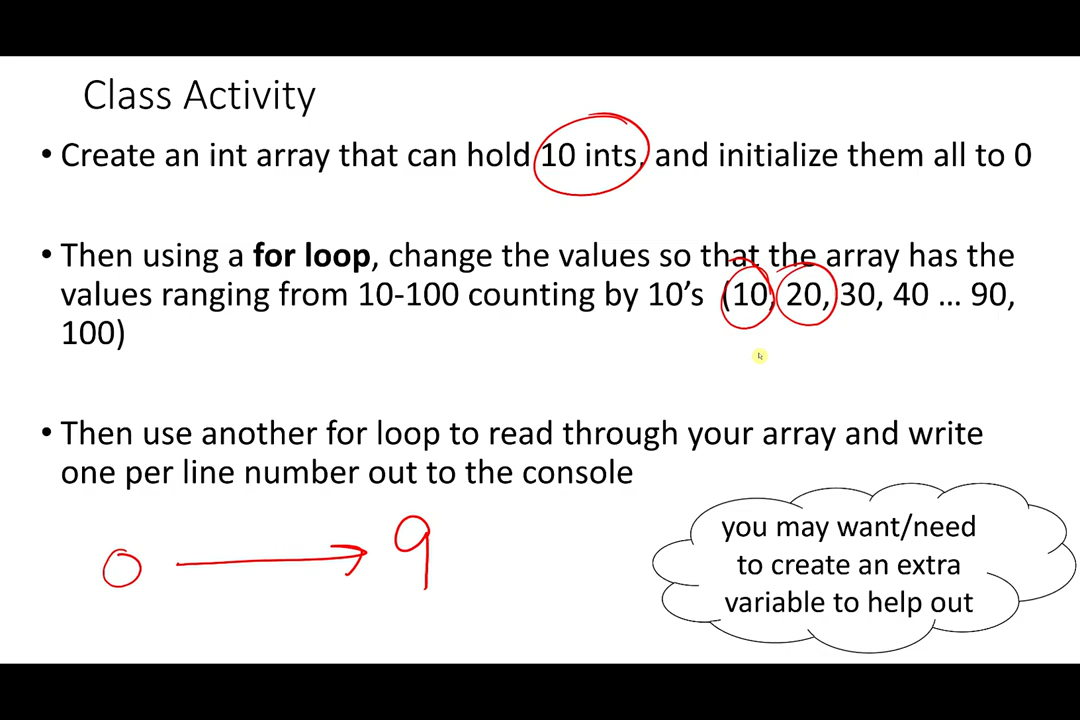 Class Activity
• Create an int array that can hold 10 ints, and initialize them all to 0
• Then using a for loop, change the values so that the array has the
values ranging from 10-100 counting by 10’s (10, 20, 30, 40 … 90,
100)
• Then use another for loop to read through your array and write
one per line number out to the console
0 → 9
you may want/need
to create an extra
variable to help out